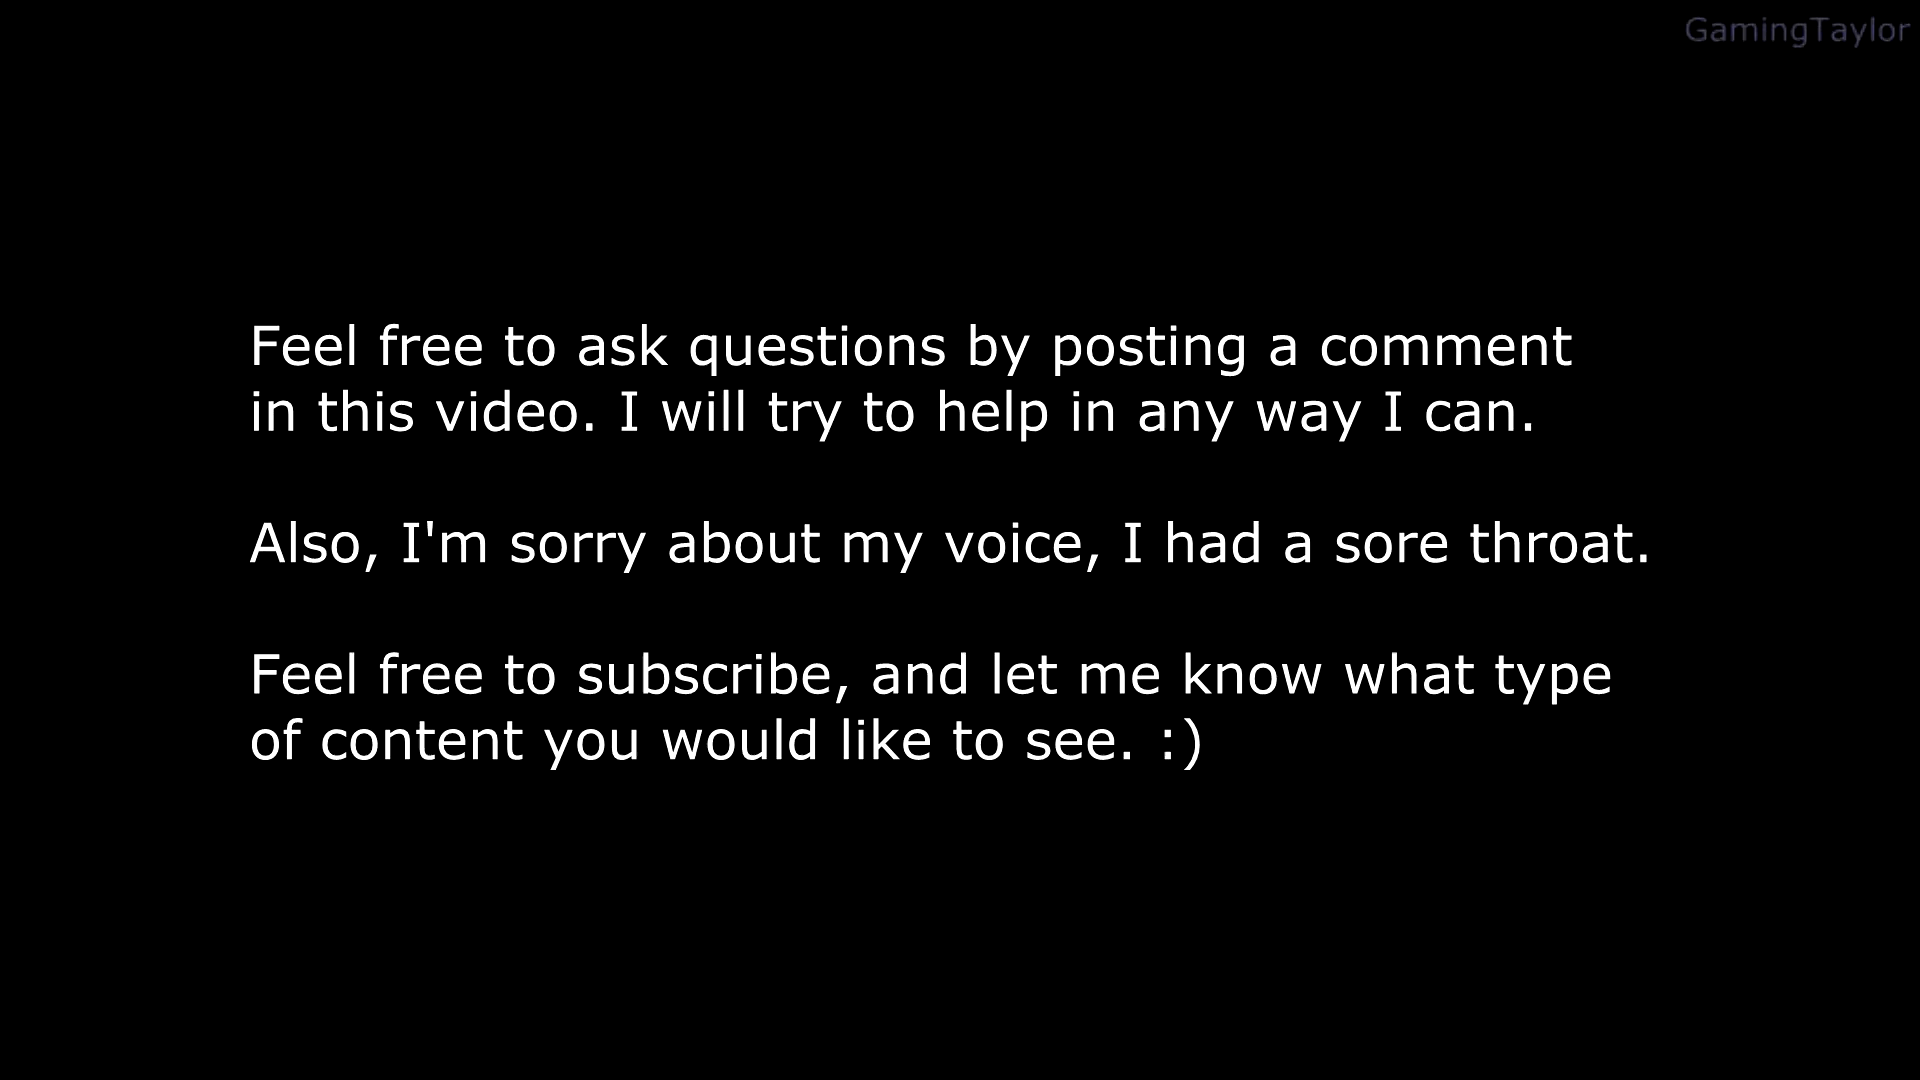 GamingTaylor
Feel free to ask questions by posting a comment
in this video. I will try to help in any way I can.
Also, I'm sorry about my voice, I had a sore throat.
Feel free to subscribe, and let me know what type
of content you would like to see. :)